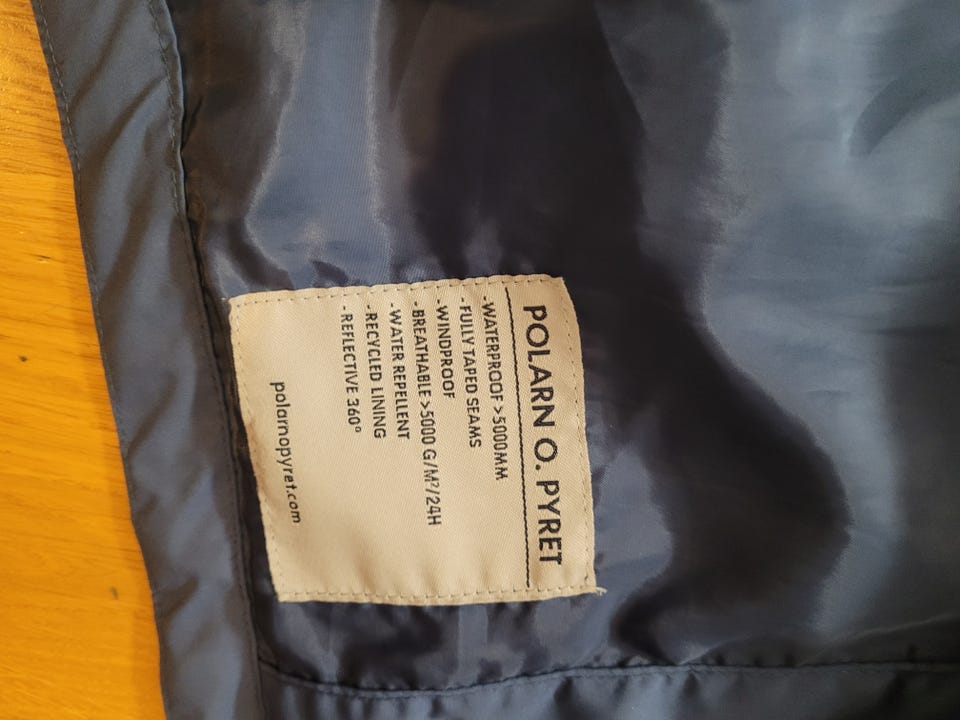 POLARN O. PYRET
-WATERPROOF >5000MM
-FULLY TAPED SEAMS
-WINDPROOF
-BREATHABLE >5000 G/M²/24H
-WATER REPELLENT
-RECYCLED LINING
-REFLECTIVE 360°
polarnopyret.com